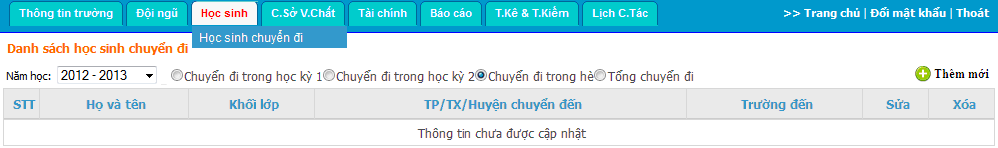 Thông tin trường Đội ngũ Học sinh C.Sở V.Chất Tài chính Báo cáo T.Kê & T.Kiếm Lịch C.Tác >> Trang chủ | Đổi mật khẩu | Thoát
Học sinh chuyển đi
Danh sách học sinh chuyển đi
Năm học: 2012 - 2013 Chuyển đi trong học kỳ 1 Chuyển đi trong học kỳ 2 Chuyển đi trong hè Tổng chuyển đi Thêm mới
STT Họ và tên Khối lớp TP/TX/Huyện chuyển đến Trường đến Sửa Xóa
Thông tin chưa được cập nhật